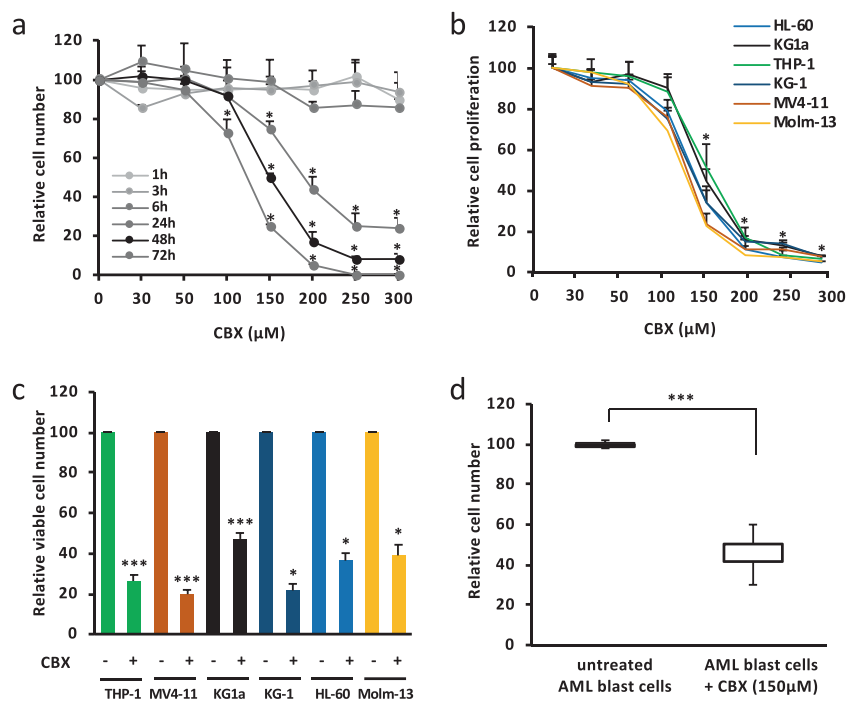 a
120
100
80
60
40
20
0
Relative cell number
1h
3h
6h
24h
48h
72h
* * * * * * * * * * * * *
0 30 50 100 150 200 250 300
CBX (µM)
b
120
100
80
60
40
20
0
Relative cell proliferation
HL-60
KG1a
THP-1
KG-1
MV4-11
Molm-13
* * * *
0 30 50 100 150 200 250 300
CBX (µM)
c
120
100
80
60
40
20
0
Relative viable cell number
*** *** *** * * *
CBX - + - + - + - + - + - +
THP-1 MV4-11 KG1a KG-1 HL-60 Molm-13
d
120
100
80
60
40
20
0
Relative cell number
***
untreated
AML blast cells
AML blast cells
+ CBX (150µM)